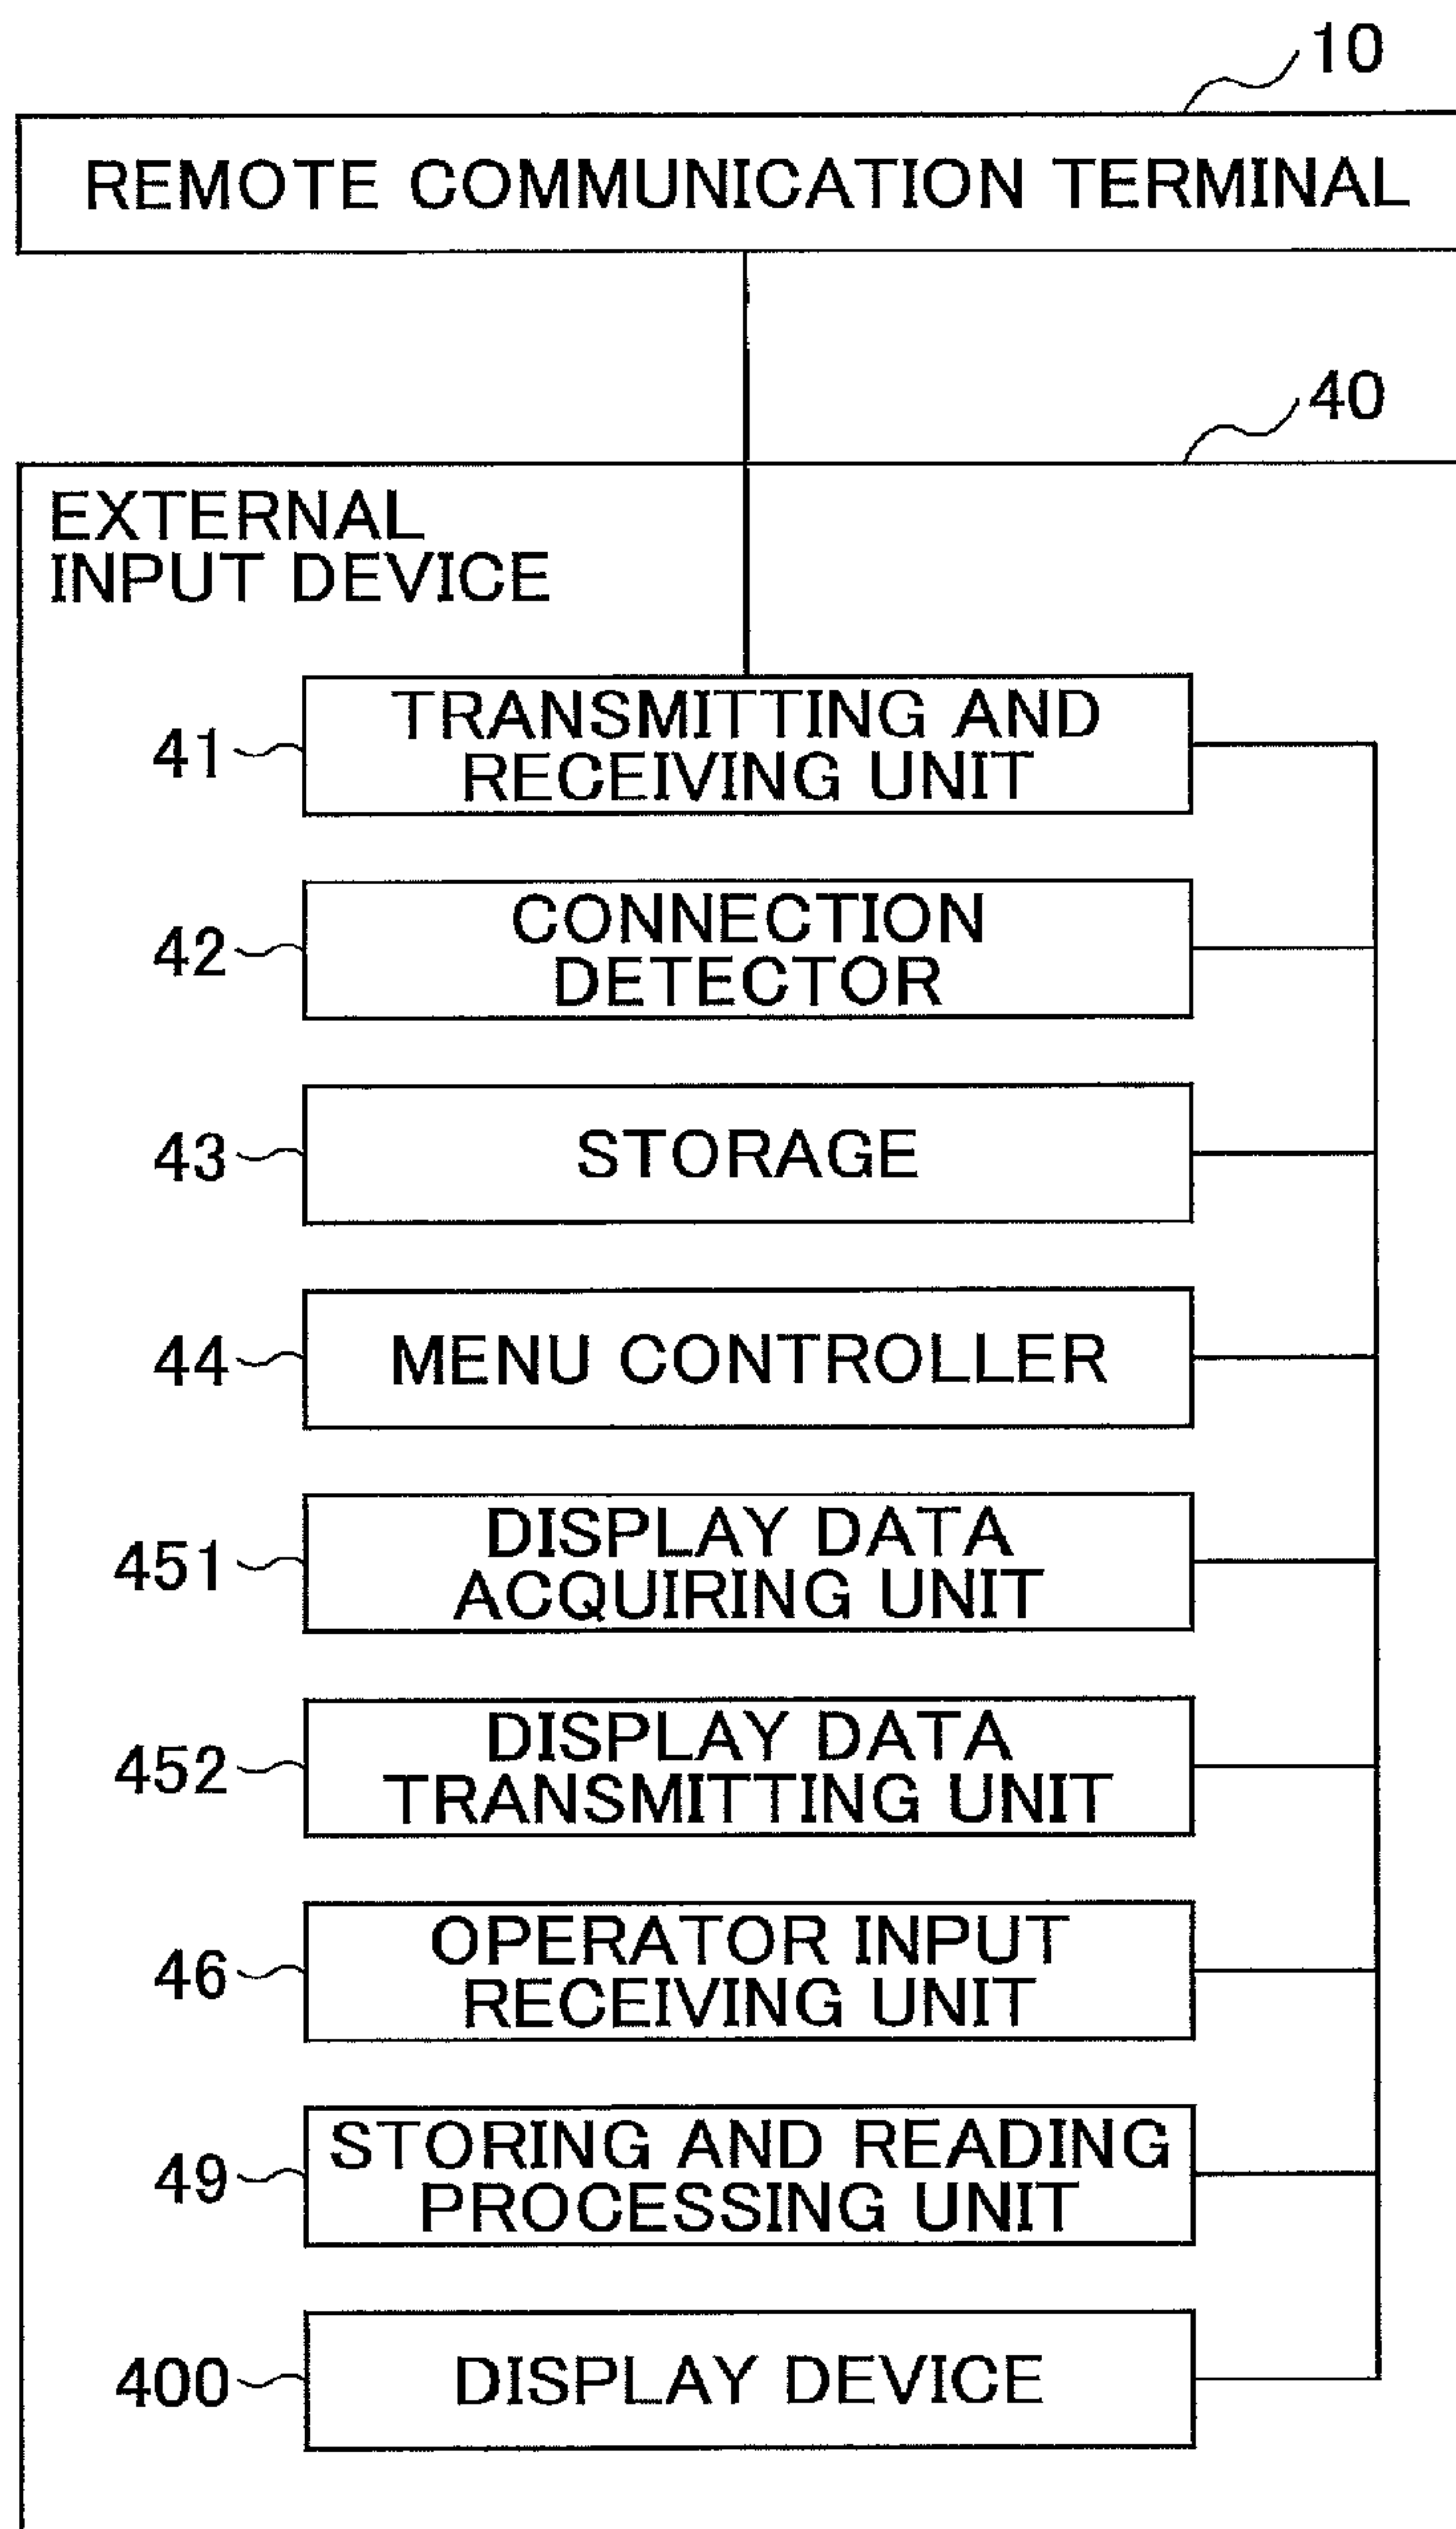 10
REMOTE COMMUNICATION TERMINAL
40
EXTERNAL
INPUT DEVICE
41
TRANSMITTING AND
RECEIVING UNIT
42
CONNECTION
DETECTOR
43
STORAGE
44
MENU CONTROLLER
451
DISPLAY DATA
ACQUIRING UNIT
452
DISPLAY DATA
TRANSMITTING UNIT
46
OPERATOR INPUT
RECEIVING UNIT
49
STORING AND READING
PROCESSING UNIT
400
DISPLAY DEVICE